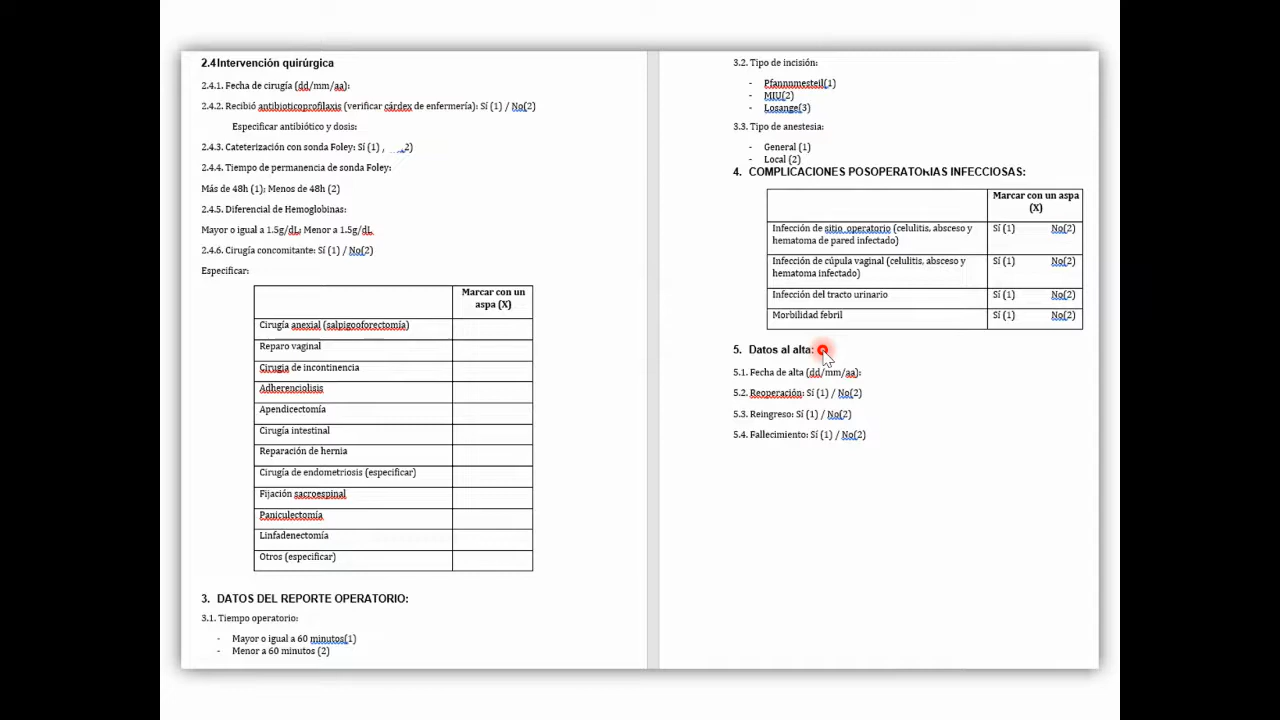 2.4 Intervención quirúrgica
2.4.1. Fecha de cirugía (dd/mm/aa):
2.4.2. Recibió antibioticoprofilaxis (verificar cárdex de enfermería): Sí (1) / No(2)
Especificar antibiótico y dosis:
2.4.3. Cateterización con sonda Foley: Sí (1) , 2)
2.4.4. Tiempo de permanencia de sonda Foley:
Más de 48h (1); Menos de 48h (2)
2.4.5. Diferencial de Hemoglobinas:
Mayor o igual a 1.5g/dL; Menor a 1.5g/dL
2.4.6. Cirugía concomitante: Sí (1) / No(2)
Especificar:
Marcar con un
aspa (X)
Cirugía anexial (salpigooforectomía)
Reparo vaginal
Cirugia de incontinencia
Adherenciolisis
Apendicectomía
Cirugía intestinal
Reparación de hernia
Cirugía de endometriosis (especificar)
Fijación sacroespinal
Paniculectomía
Linfadenectomía
Otros (especificar)
3. DATOS DEL REPORTE OPERATORIO:
3.1. Tiempo operatorio:
- Mayor o igual a 60 minutos(1)
- Menor a 60 minutos (2)
3.2. Tipo de incisión:
- Pfannnmesteil(1)
- MIU(2)
- Losange(3)
3.3. Tipo de anestesia:
- General (1)
- Local (2)
4. COMPLICACIONES POSOPERATORIAS INFECCIOSAS:
Marcar con un aspa
(X)
Infección de sitio operatorio (celulitis, absceso y Sí (1) No(2)
hematoma de pared infectado)
Infección de cúpula vaginal (celulitis, absceso y Sí (1) No(2)
hematoma infectado)
Infección del tracto urinario Sí (1) No(2)
Morbilidad febril Sí (1) No(2)
5. Datos al alta:
5.1. Fecha de alta (dd/mm/aa):
5.2. Reoperación: Sí (1) / No(2)
5.3. Reingreso: Sí (1) / No(2)
5.4. Fallecimiento: Sí (1) / No(2)